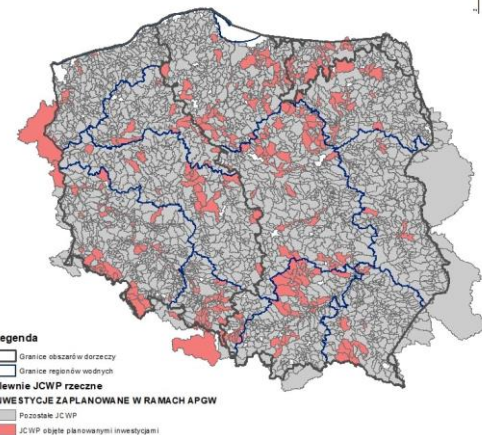 egenda
Granice obszarów dorzeczy
Granice regionów wodnych
lewnie JCWP rzeczne
NWESTYCJE ZAPLANOWANE W RAMACH APGW
Pozostałe JCWP
JCWP objęte planowanymi inwestycjami